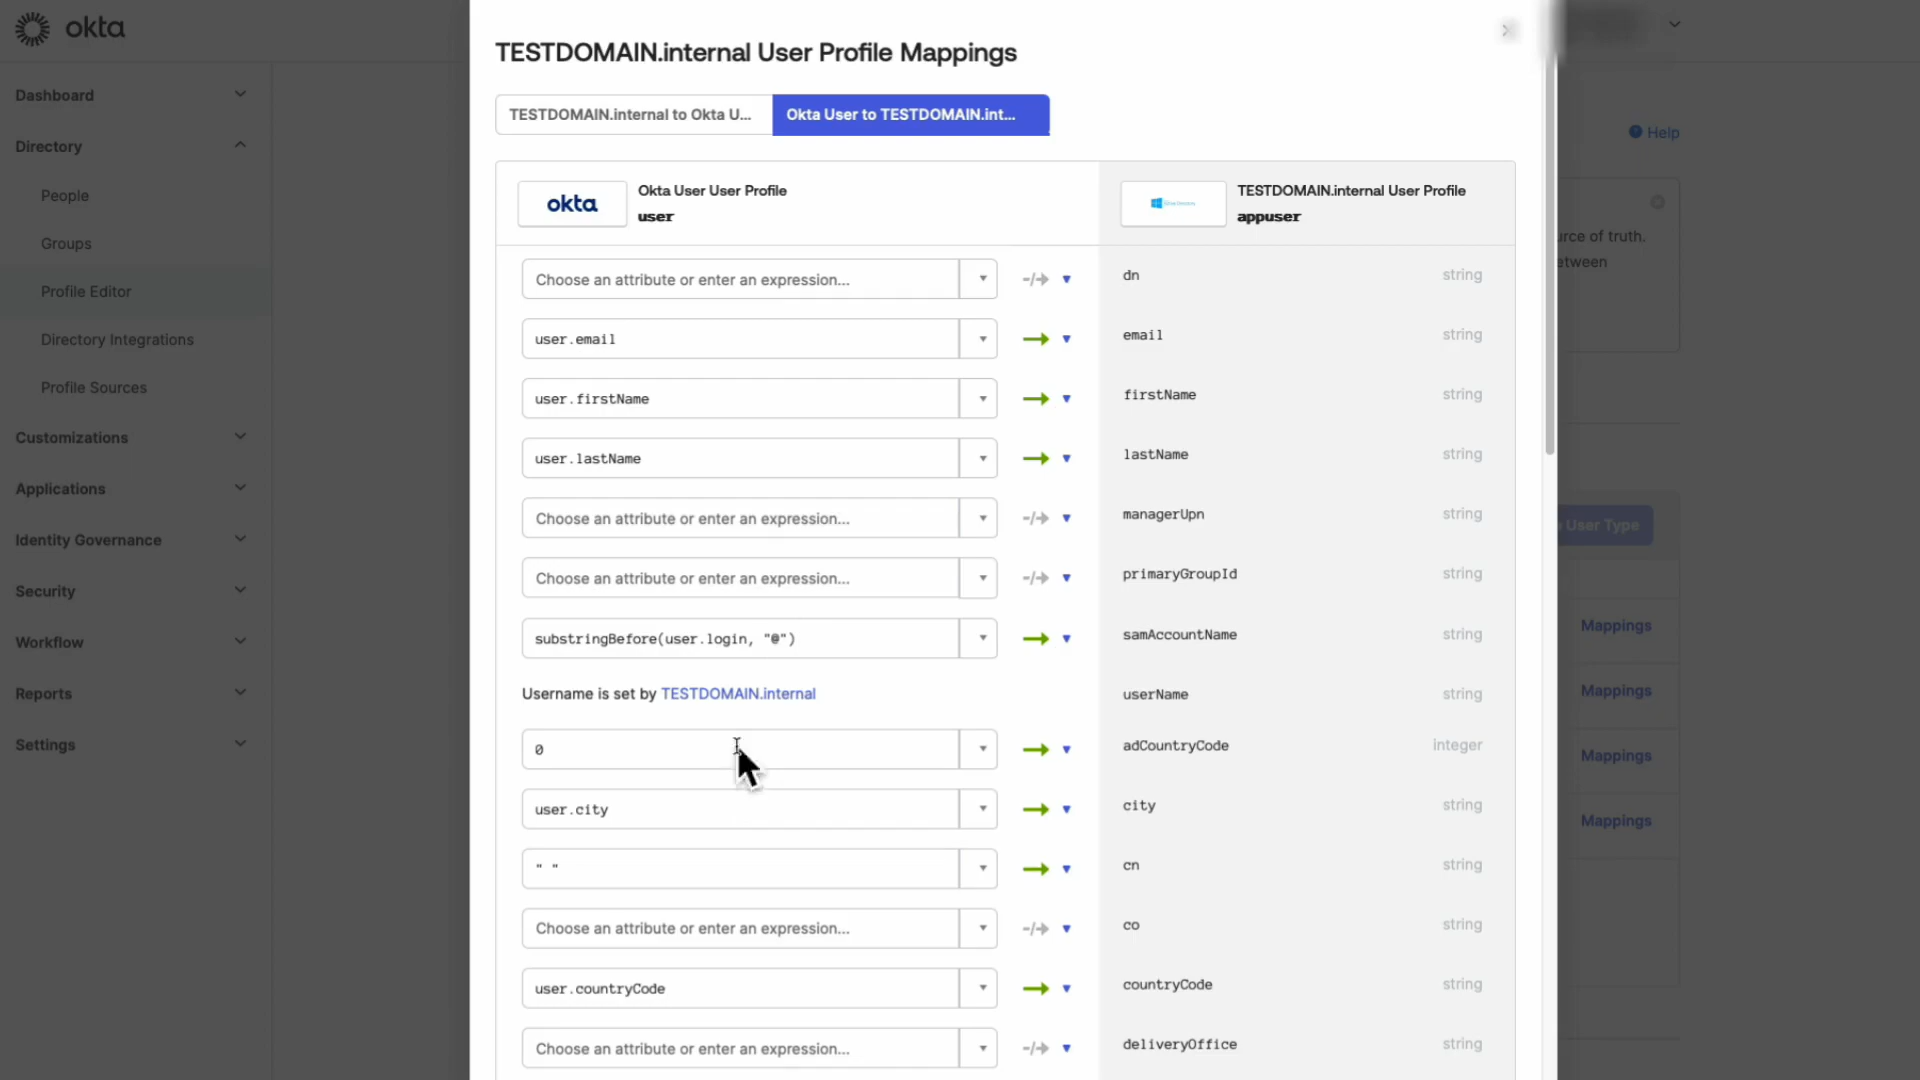 okta
TESTDOMAIN.internal User Profile Mappings
Dashboard
TESTDOMAIN.internal to Okta U...
Okta User to TESTDOMAIN.int...
Help
Directory
People
okta
Okta User User Profile
user
TESTDOMAIN.internal User Profile
appuser
Groups
urce of truth.
etween
Profile Editor
Choose an attribute or enter an expression...
dn
string
Directory Integrations
user.email
email
string
Profile Sources
user.firstName
firstName
string
Customizations
user.lastName
lastName
string
Applications
Choose an attribute or enter an expression...
managerUpn
string
User Type
Identity Governance
Choose an attribute or enter an expression...
primaryGroupId
string
Security
substringBefore(user.login, "@")
samAccountName
string
Mappings
Workflow
Username is set by TESTDOMAIN.internal
userName
string
Mappings
Reports
0
adCountryCode
integer
Mappings
Settings
user.city
city
string
Mappings
" "
cn
string
Choose an attribute or enter an expression...
co
string
user.countryCode
countryCode
string
Choose an attribute or enter an expression...
deliveryOffice
string